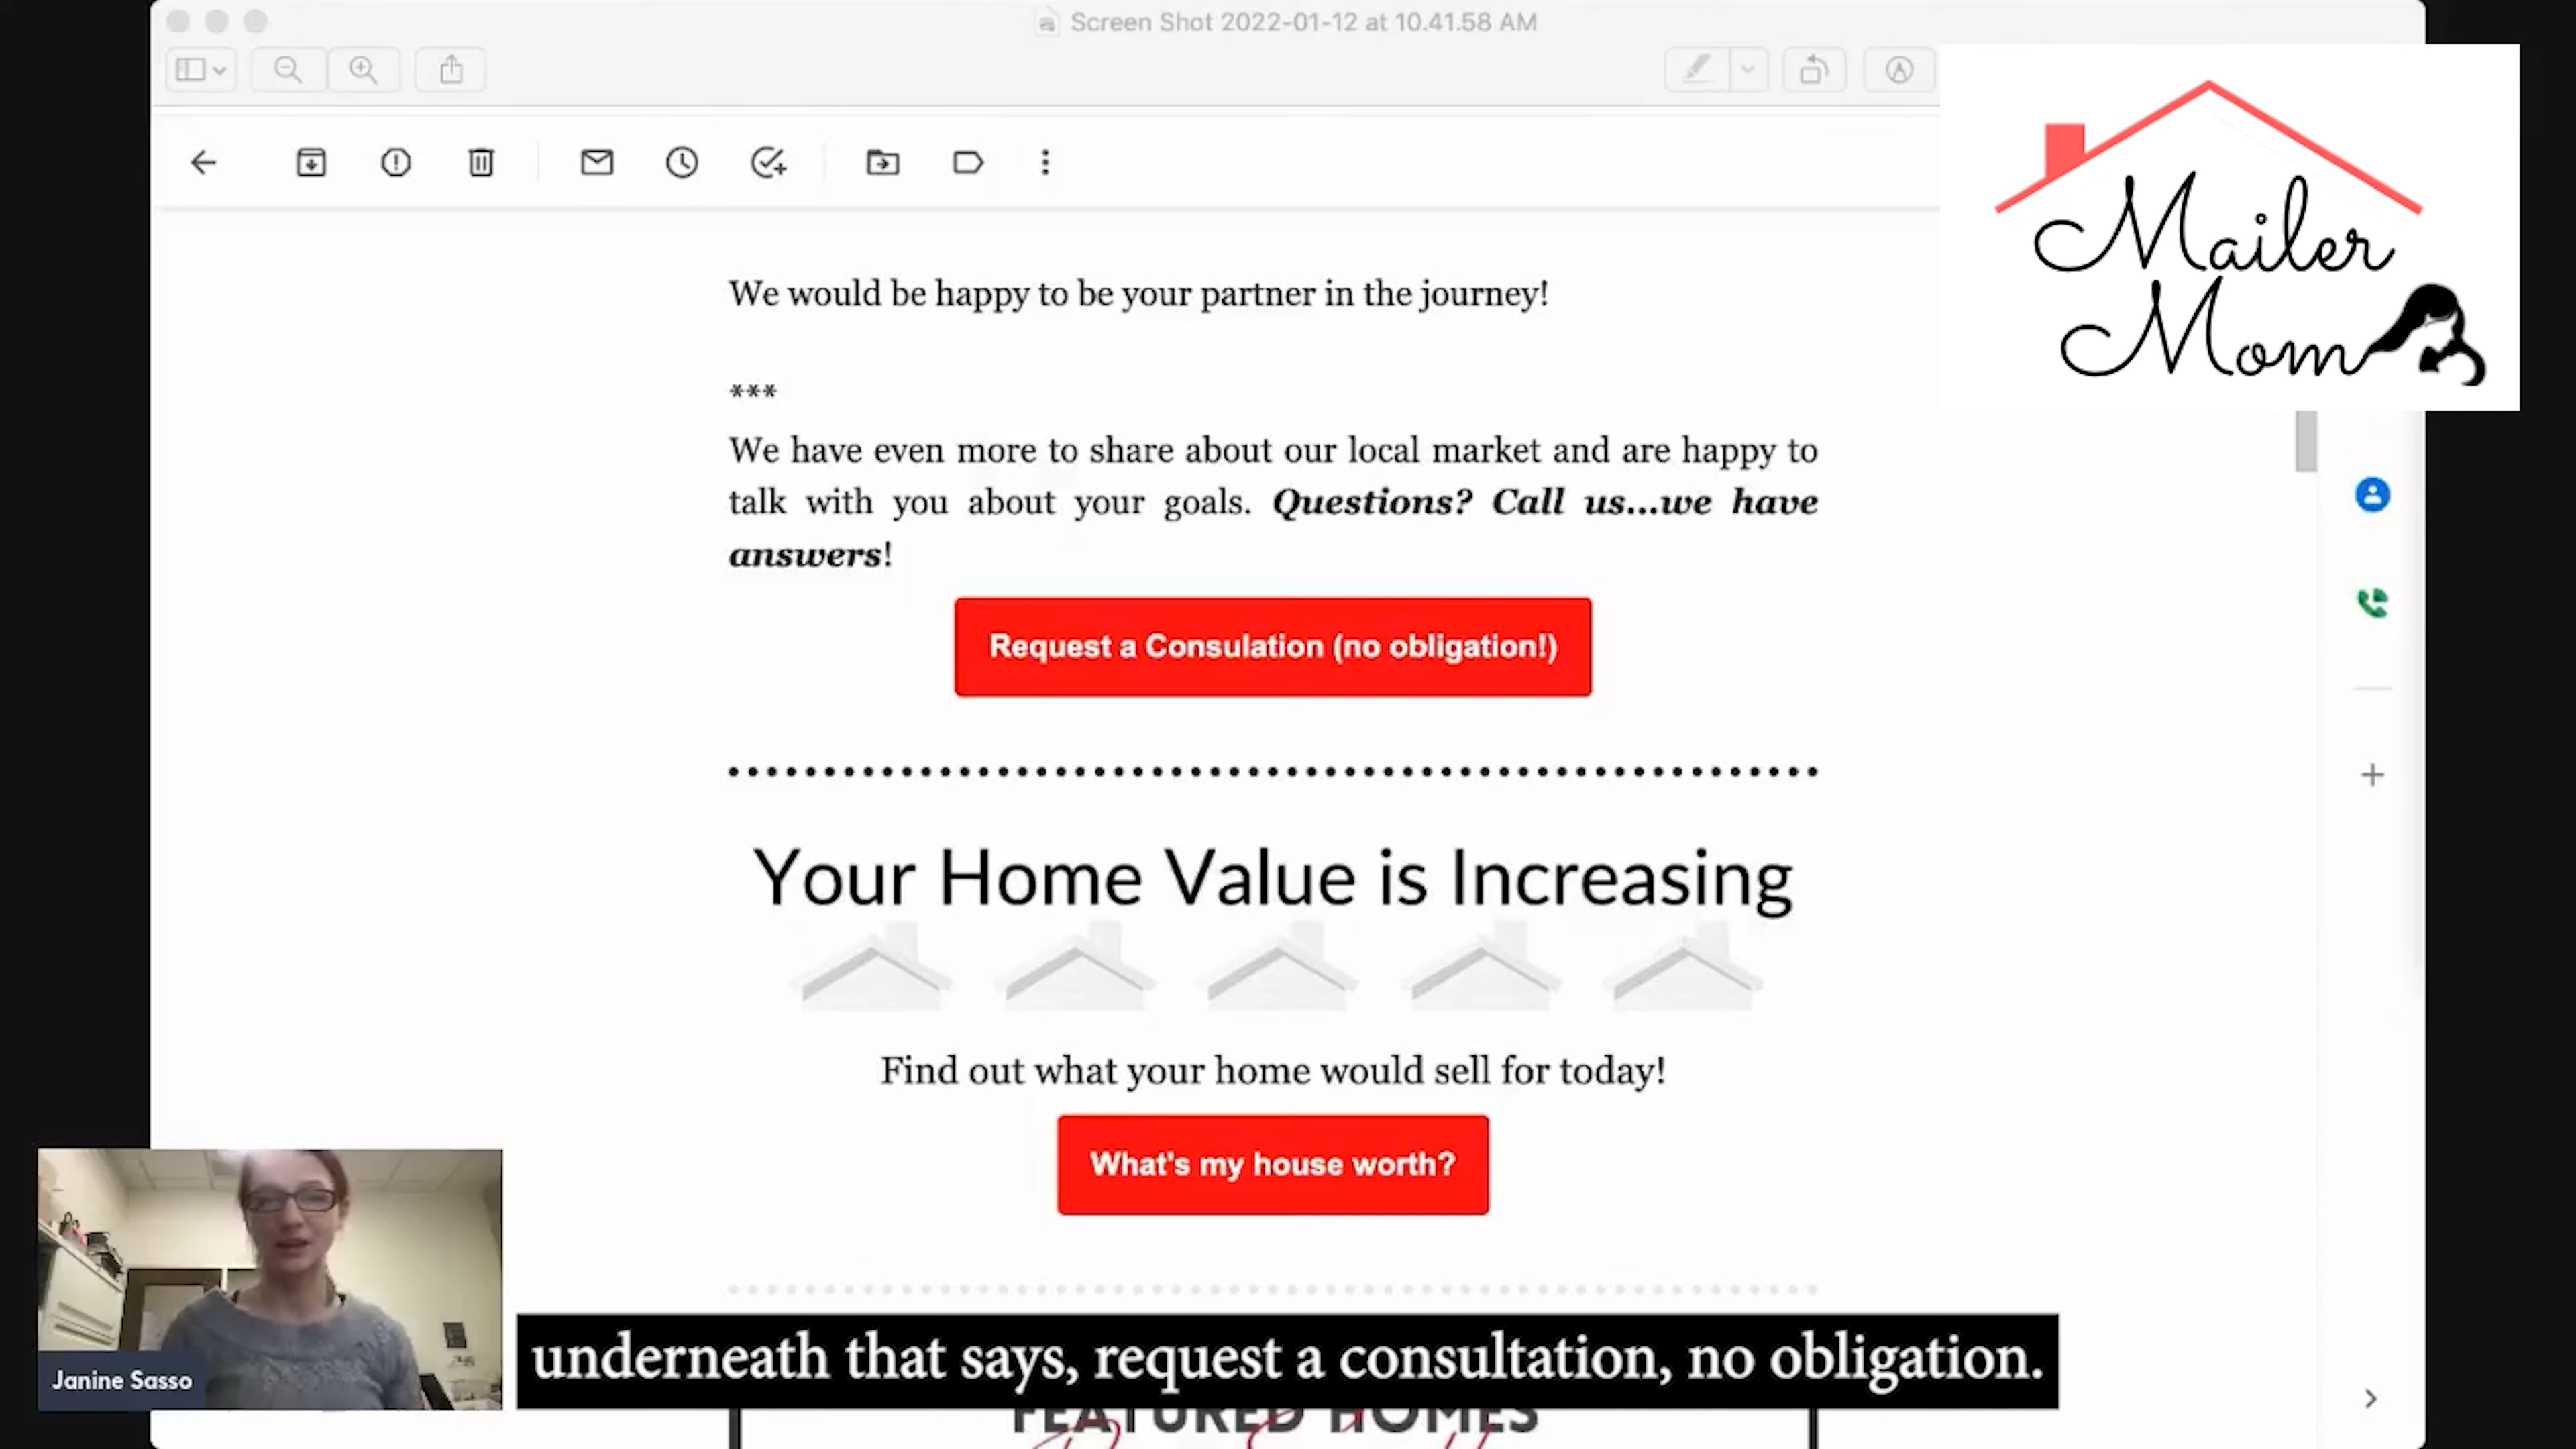 Screen Shot 2022-01-12 at 10.41.58 AM
Mailer
Mom
We would be happy to be your partner in the journey!
***
We have even more to share about our local market and are happy to
talk with you about your goals. Questions? Call us...we have
answers!
Request a Consulation (no obligation!)
Your Home Value is Increasing
Find out what your home would sell for today!
What's my house worth?
Janine Sasso
underneath that says, request a consultation, no obligation.
FEATURED HOMES